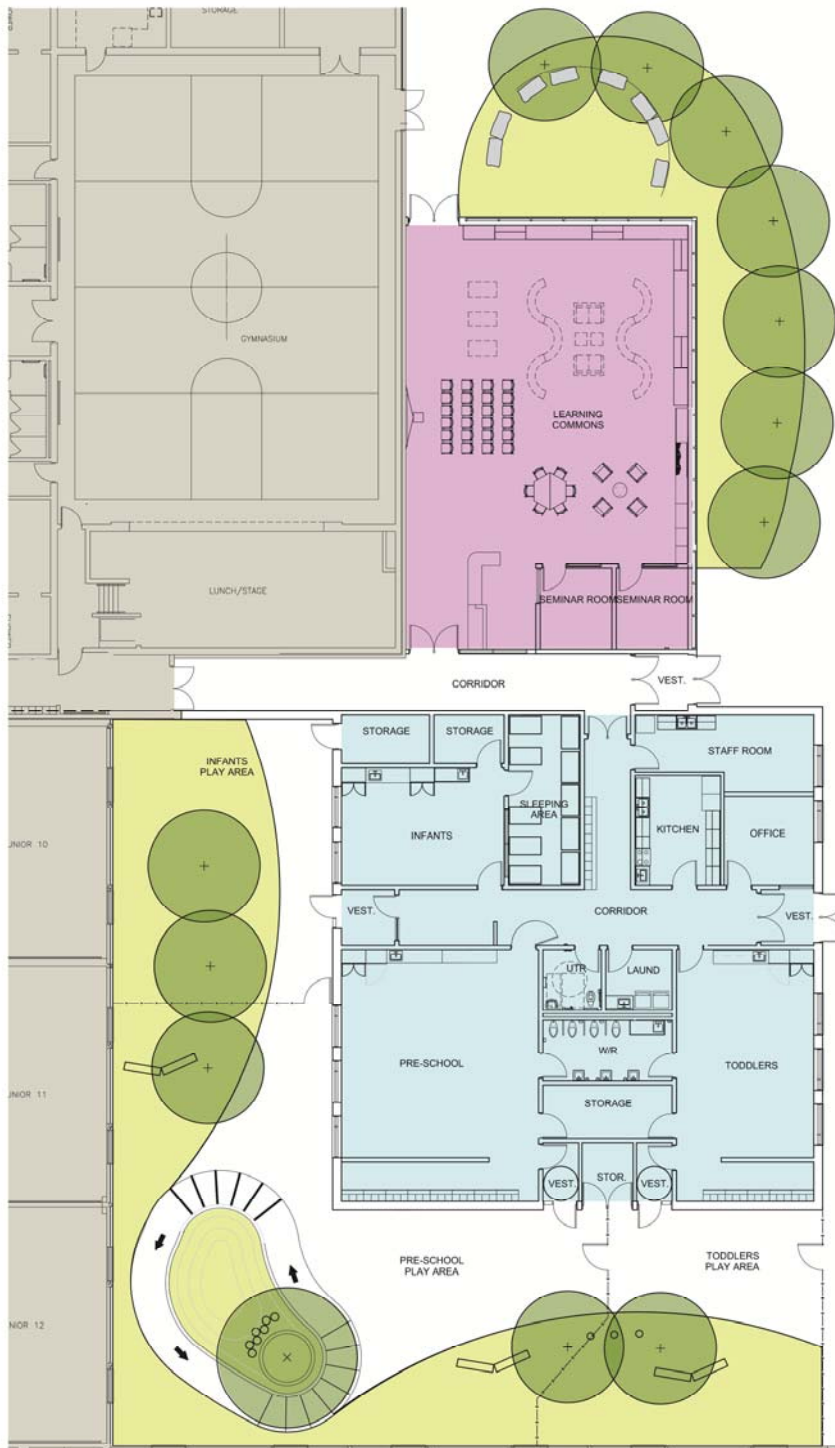 STORAGE
GYMNASIUM
LEARNING
COMMONS
LUNCH/STAGE
SEMINAR ROOM
SEMINAR ROOM
CORRIDOR
VEST.
STORAGE
STORAGE
STAFF ROOM
INFANTS
PLAY AREA
SLEEPING
AREA
INFANTS
KITCHEN
OFFICE
UNIOR 10
VEST.
CORRIDOR
VEST.
UTR
LAUND
PRE-SCHOOL
W/R
TODDLERS
UNIOR 11
STORAGE
VEST.
STOR.
VEST.
PRE-SCHOOL
PLAY AREA
TODDLERS
PLAY AREA
NIOR 12